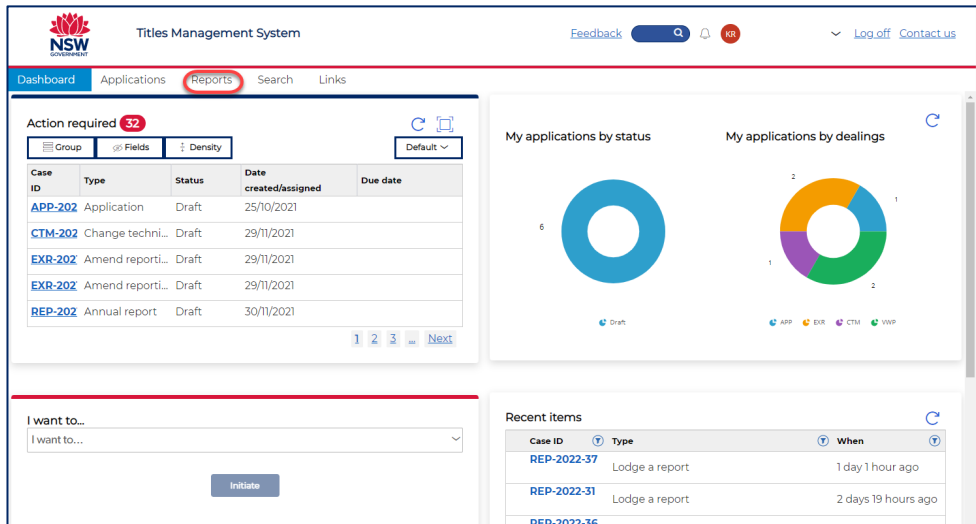 NSW
GOVERNMENT
Titles Management System
Feedback
KR
Log off Contact us
Dashboard Applications Reports Search Links
Action required 32
Group Fields Density Default
Case ID Type Status Date created/assigned Due date
APP-202 Application Draft 25/10/2021
CTM-202 Change techni... Draft 29/11/2021
EXR-202 Amend reporti... Draft 29/11/2021
EXR-202 Amend reporti... Draft 29/11/2021
REP-202 Annual report Draft 30/11/2021
1 2 3 ... Next
My applications by status
6
Draft
My applications by dealings
2
1
1
2
APP EXR CTM VWP
I want to...
I want to...
Initiate
Recent items
Case ID Type When
REP-2022-37 Lodge a report 1 day 1 hour ago
REP-2022-31 Lodge a report 2 days 19 hours ago
REP-2022-36